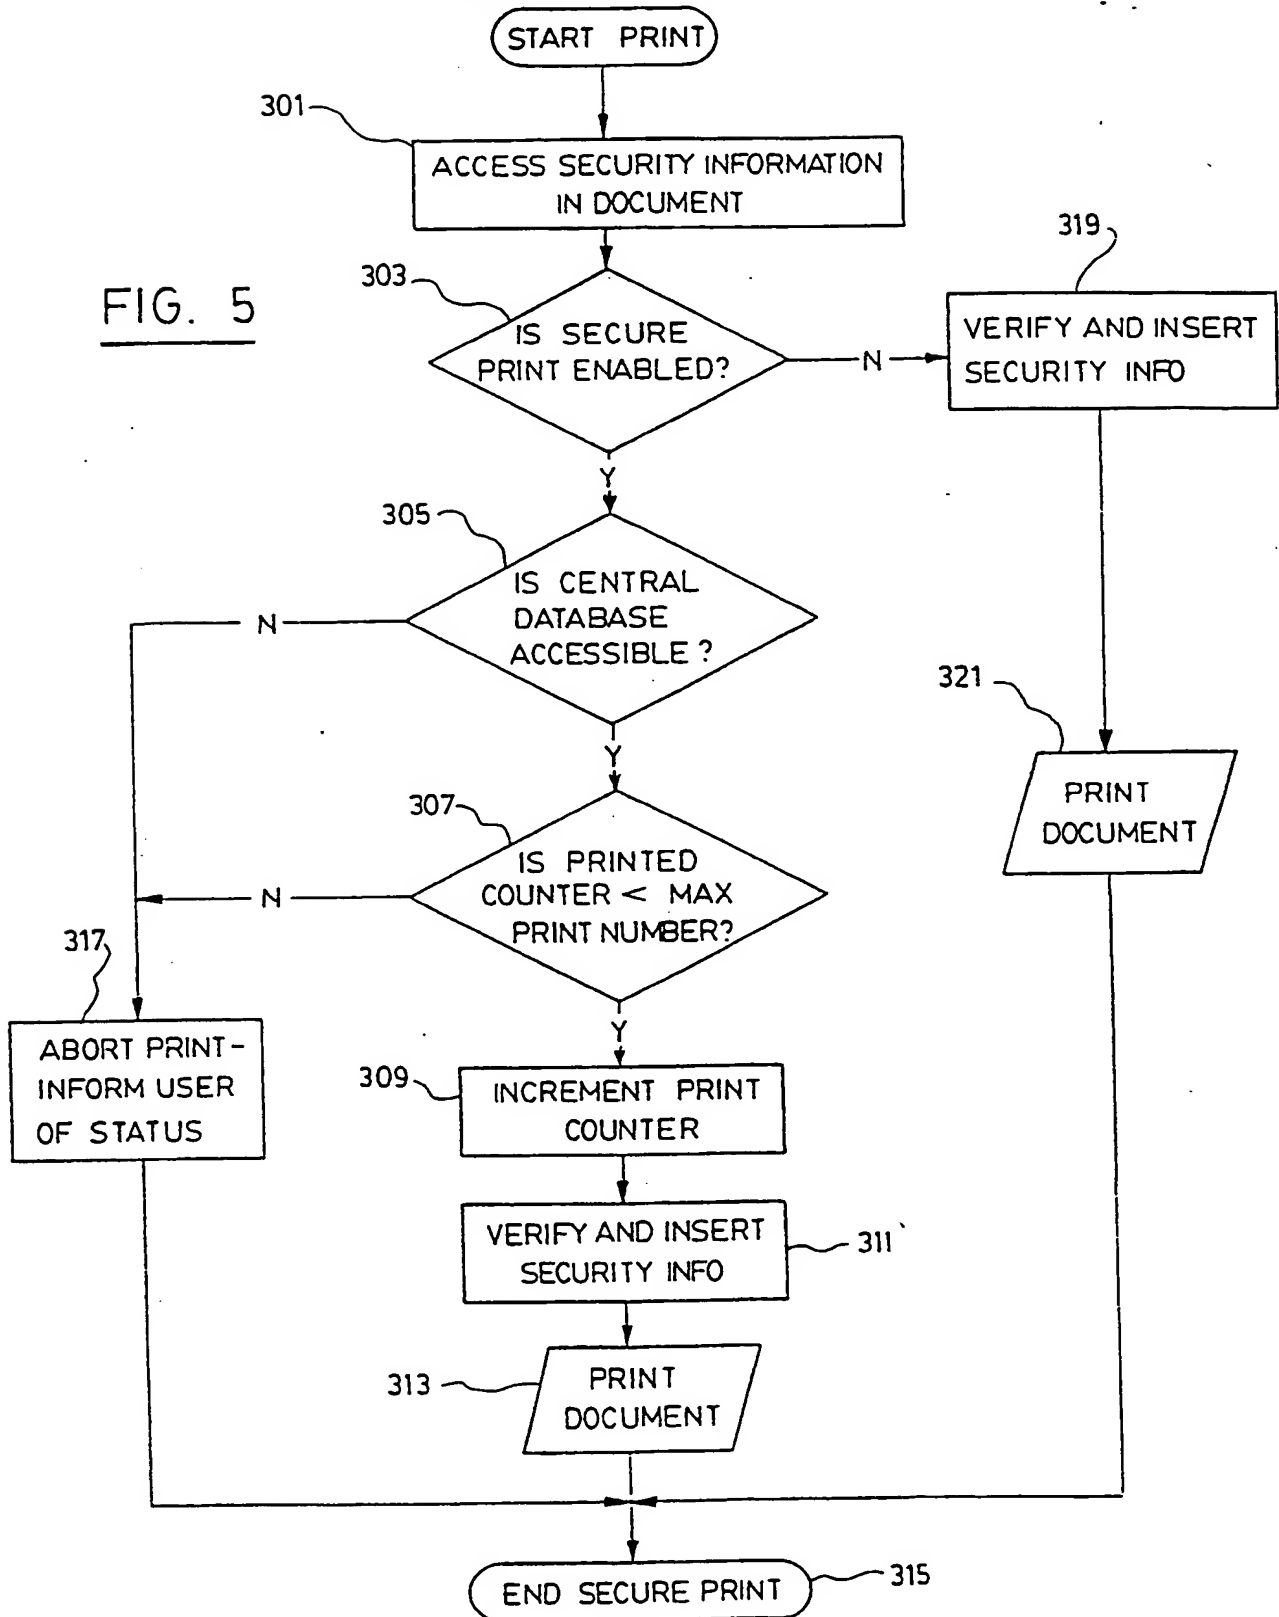 START PRINT
301
ACCESS SECURITY INFORMATION
IN DOCUMENT
319
303
FIG. 5
IS SECURE
PRINT ENABLED?
N
VERIFY AND INSERT
SECURITY INFO
Y
305
IS CENTRAL
DATABASE
ACCESSIBLE?
N
321
Y
PRINT
DOCUMENT
307
IS PRINTED
COUNTER < MAX
PRINT NUMBER?
N
317
Y
ABORT PRINT-
INFORM USER
OF STATUS
309
INCREMENT PRINT
COUNTER
VERIFY AND INSERT
SECURITY INFO
311
313
PRINT
DOCUMENT
END SECURE PRINT
315